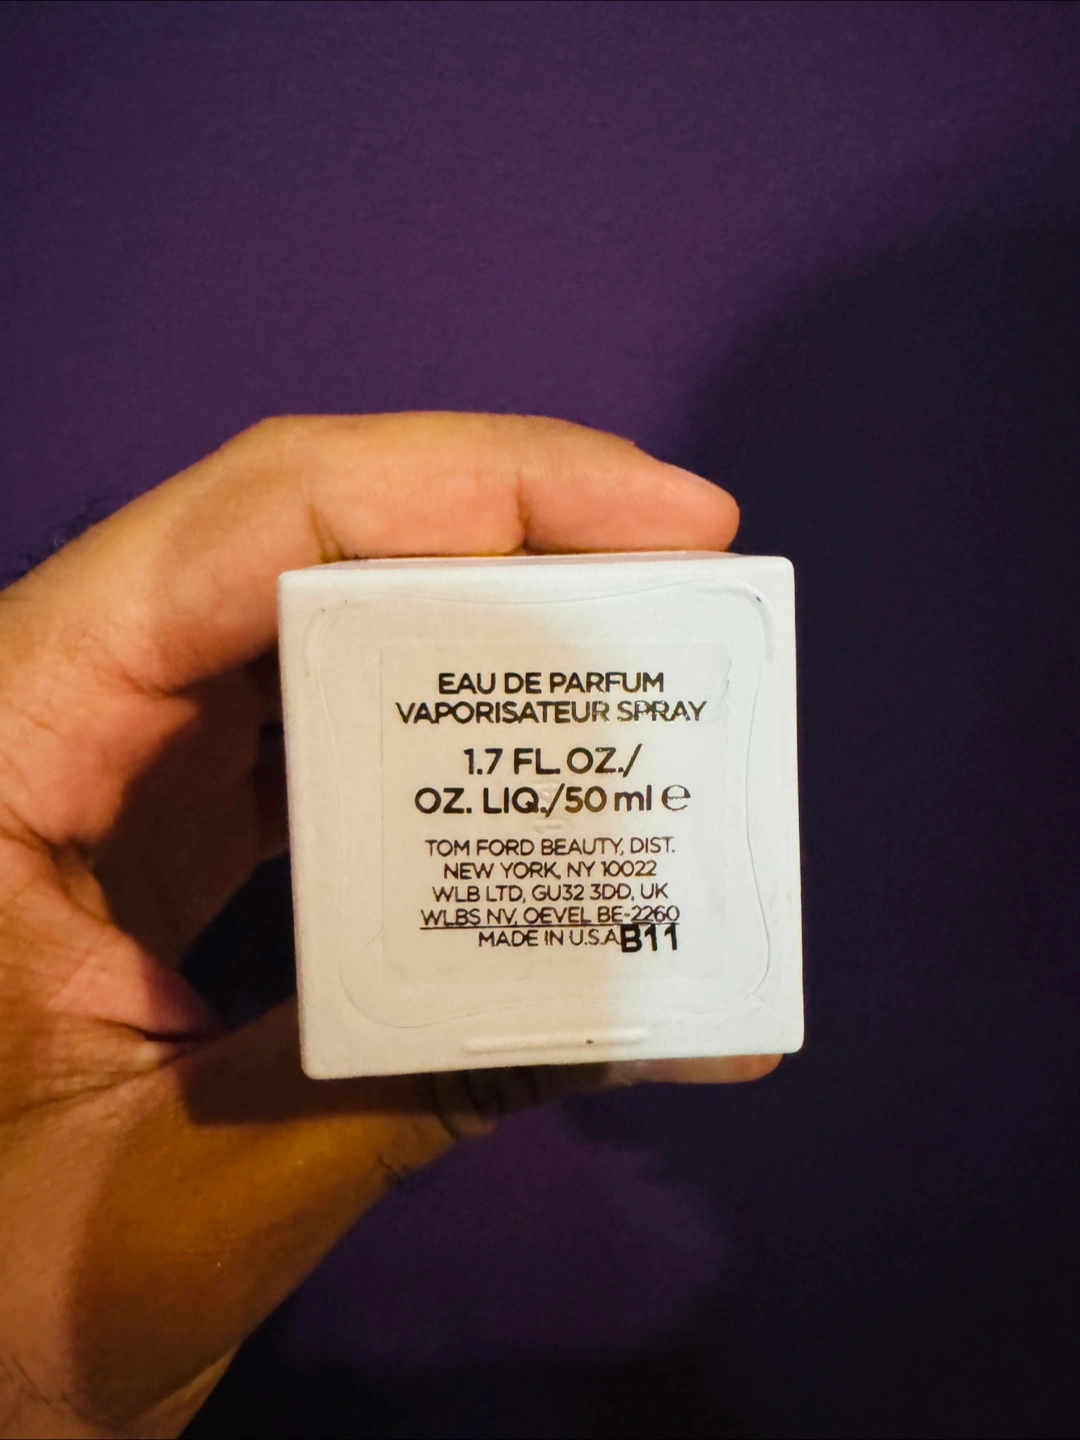 EAU DE PARFUM
VAPORISATEUR SPRAY
1.7 FL. OZ./
OZ. LIQ./50 ml ℮
TOM FORD BEAUTY, DIST.
NEW YORK, NY 10022
WLB LTD, GU32 3DD, UK
WLBS NV, OEVEL BE-2260
MADE IN U.S.A
B11